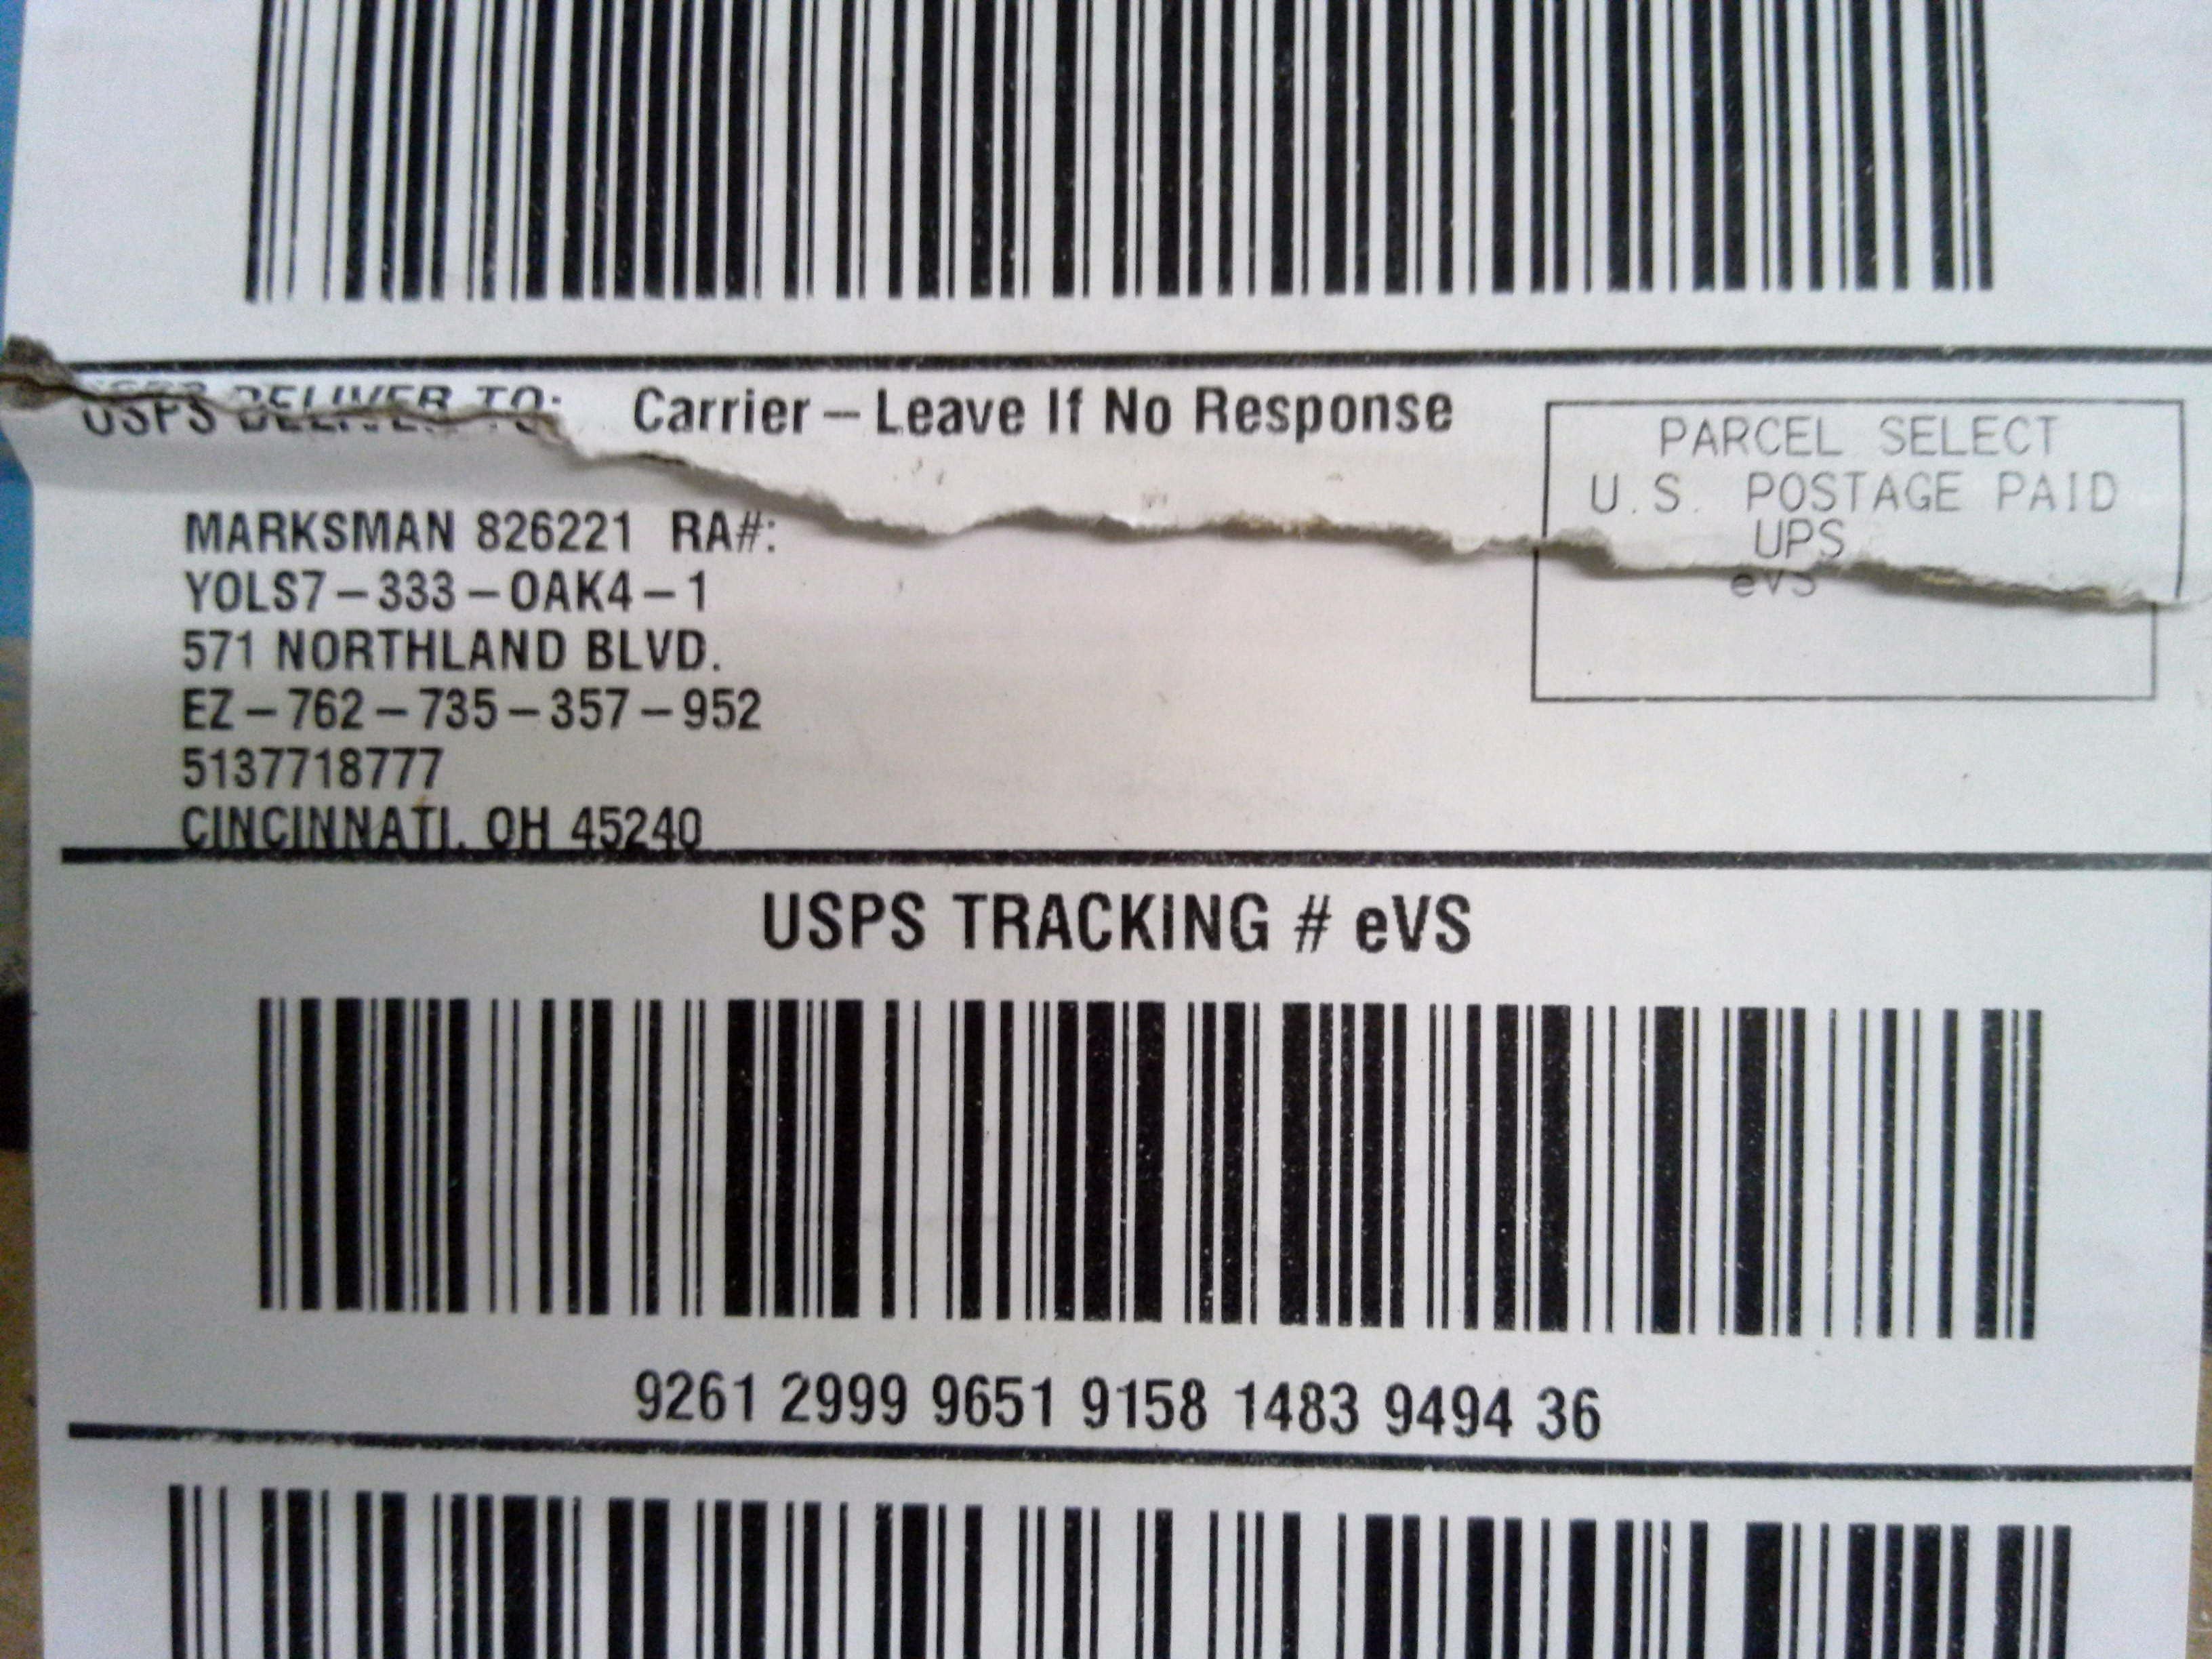 USPS DELIVER TO:
Carrier – Leave If No Response
PARCEL SELECT
U.S. POSTAGE PAID
UPS
eVS
MARKSMAN 826221 RA#:
YOLS7 – 333 – OAK4 – 1
571 NORTHLAND BLVD.
EZ – 762 – 735 – 357 – 952
5137718777
CINCINNATI, OH 45240
USPS TRACKING # eVS
9261 2999 9651 9158 1483 9494 36